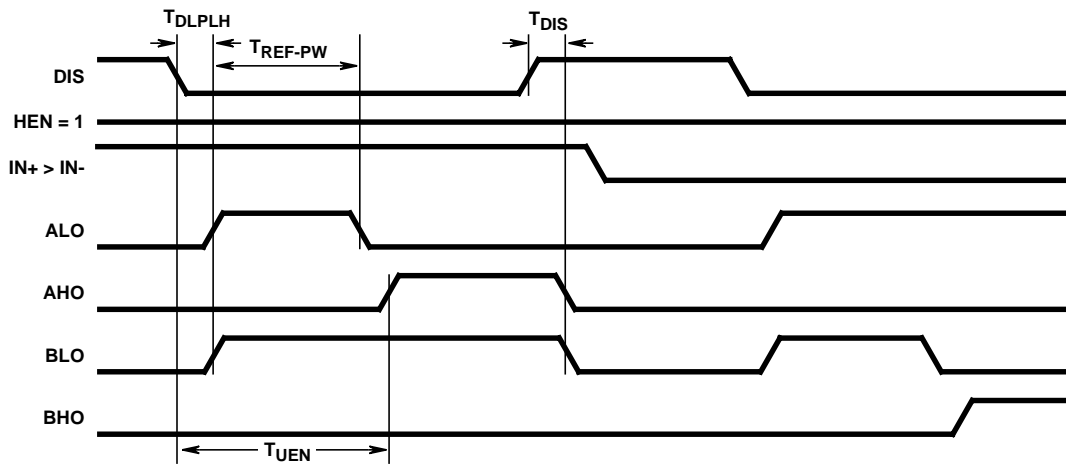 TDLPLH
TREF-PW
TDIS
DIS
HEN = 1
IN+ > IN-
ALO
AHO
BLO
BHO
TUEN